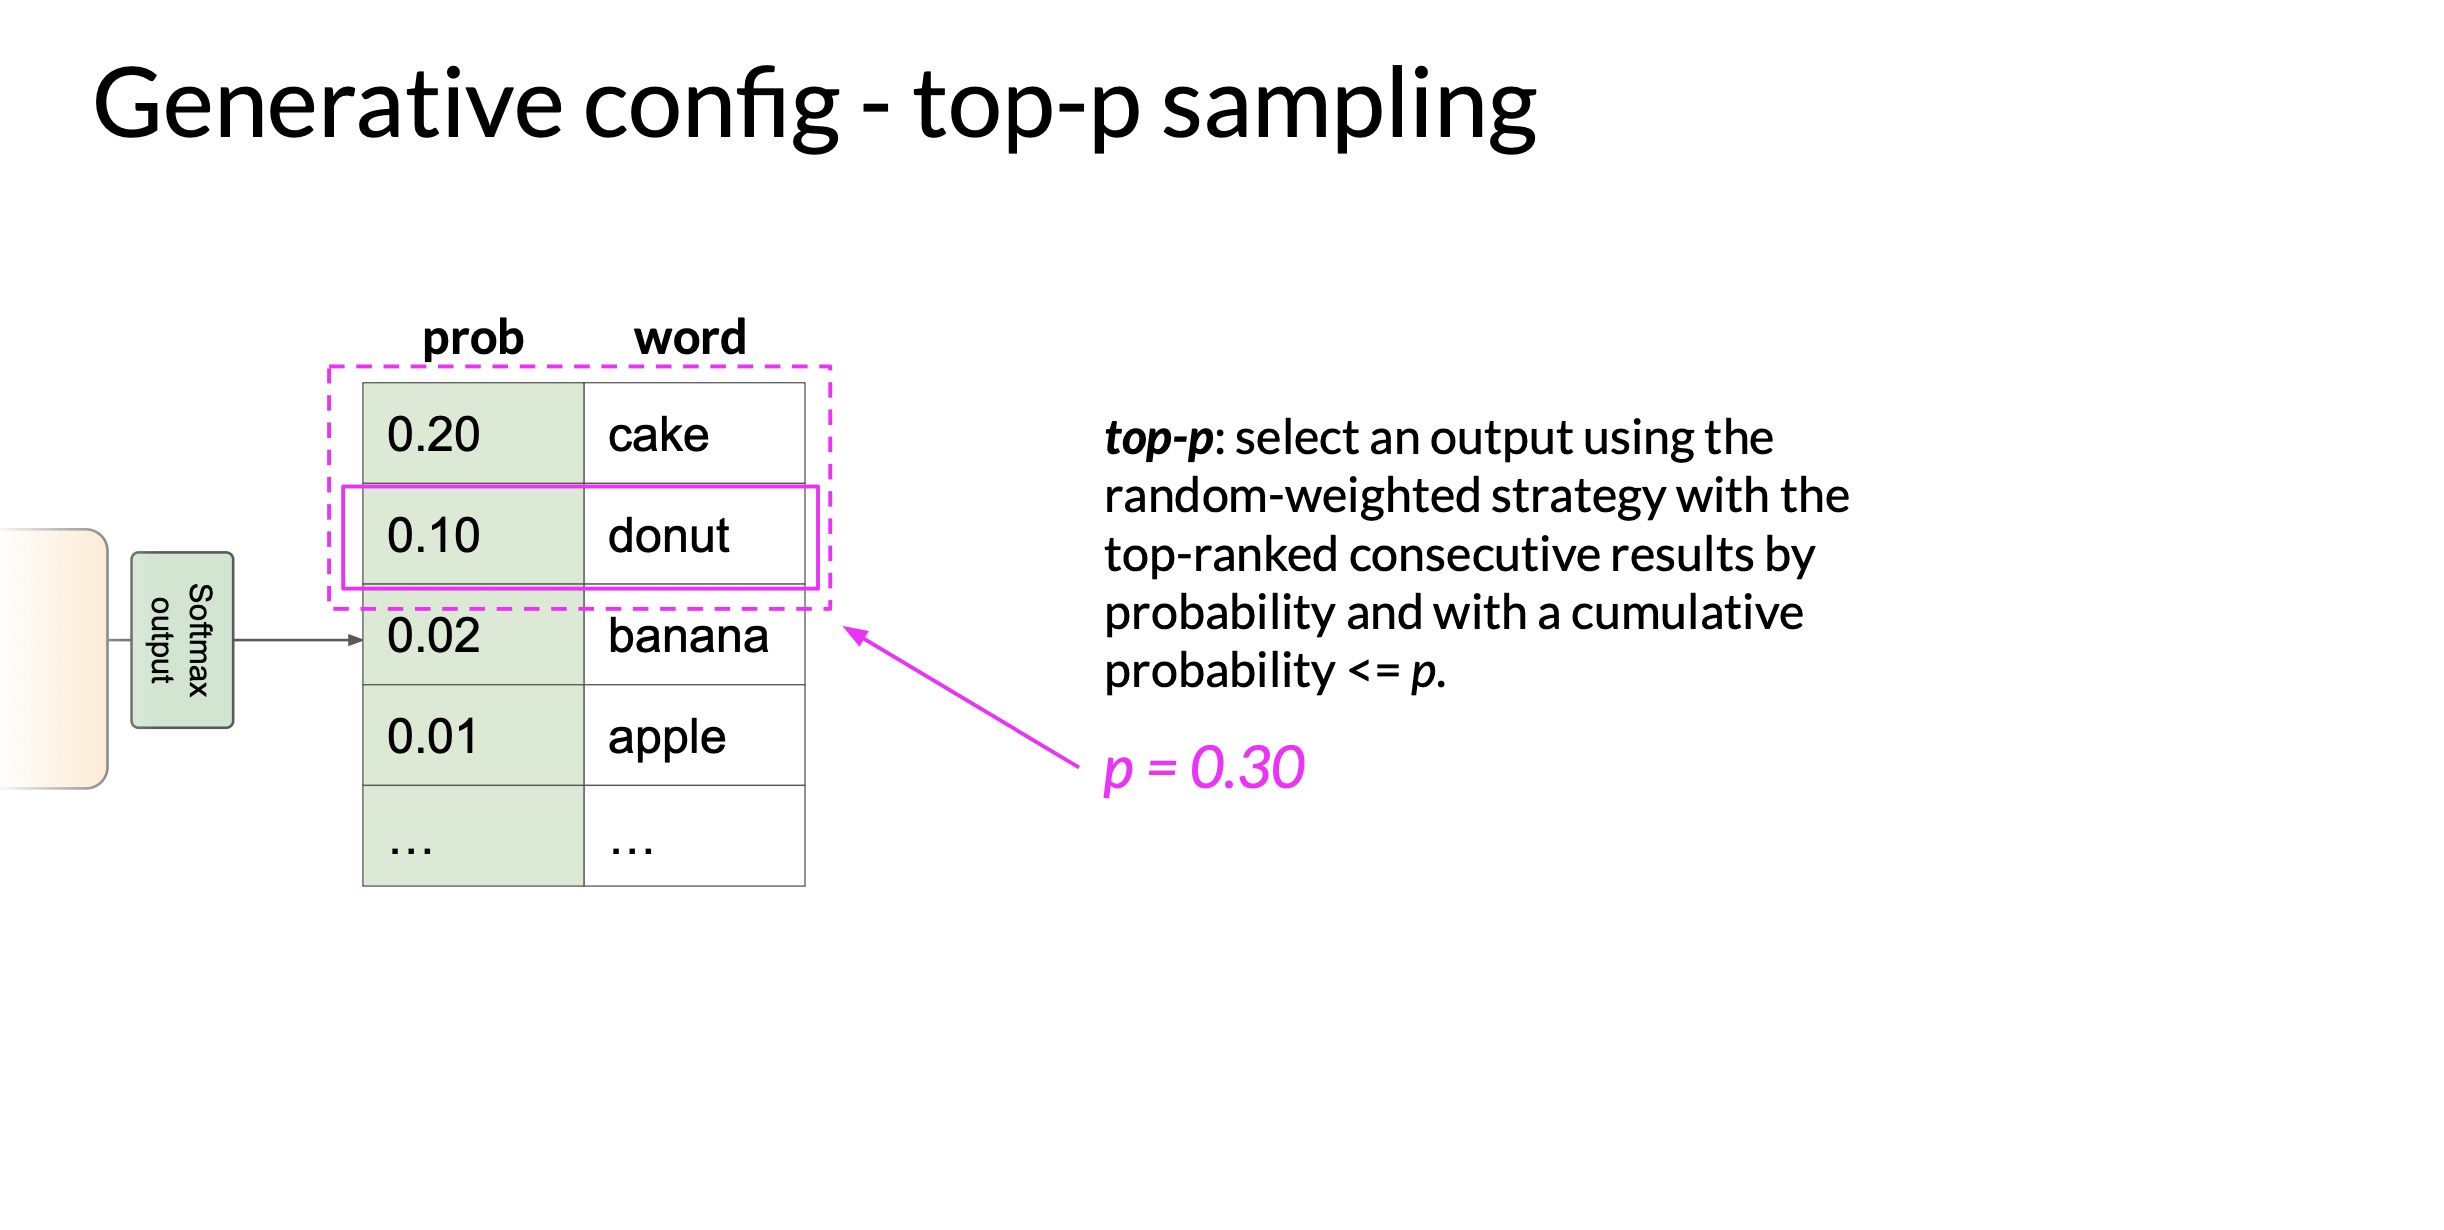 Generative config - top-p sampling
prob word
0.20 cake
0.10 donut
0.02 banana
0.01 apple
... ...
Softmax
output
top-p: select an output using the
random-weighted strategy with the
top-ranked consecutive results by
probability and with a cumulative
probability <= p.
p = 0.30